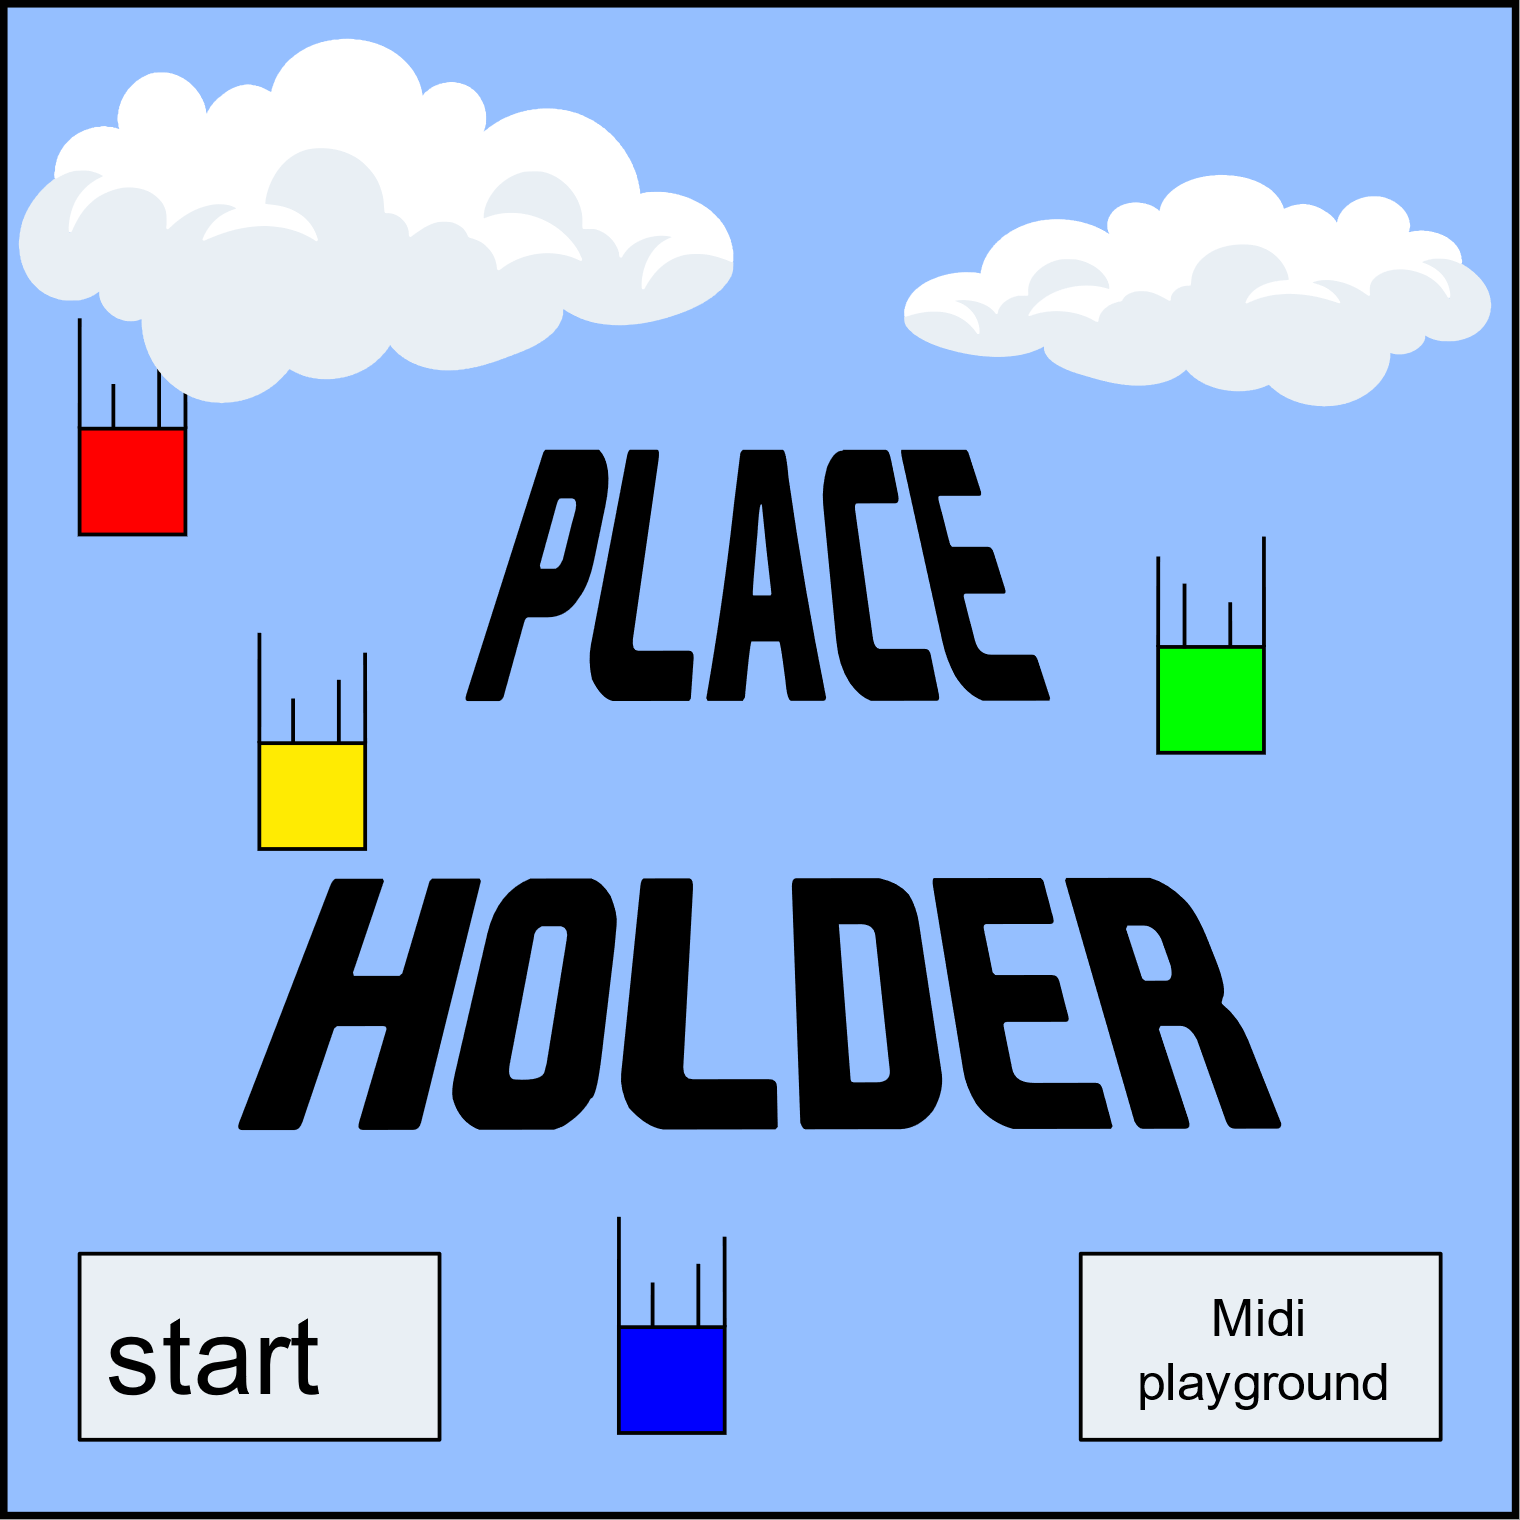 PLACE
HOLDER
start
Midi
playground